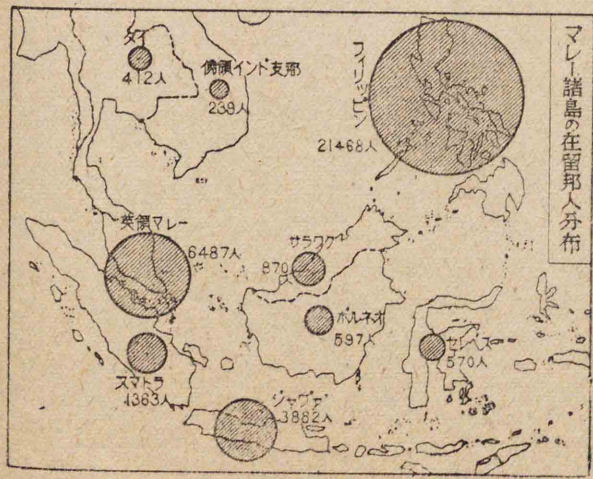 マレー諸島の在留邦人分布
タイ
412人
佛領インド支那
239人
フィリッピン
21468人
英領マレー
6487人
サラワク
870
ボルネオ
597人
セレベス
570人
スマトラ
1363人
ジャヴァ
3882人